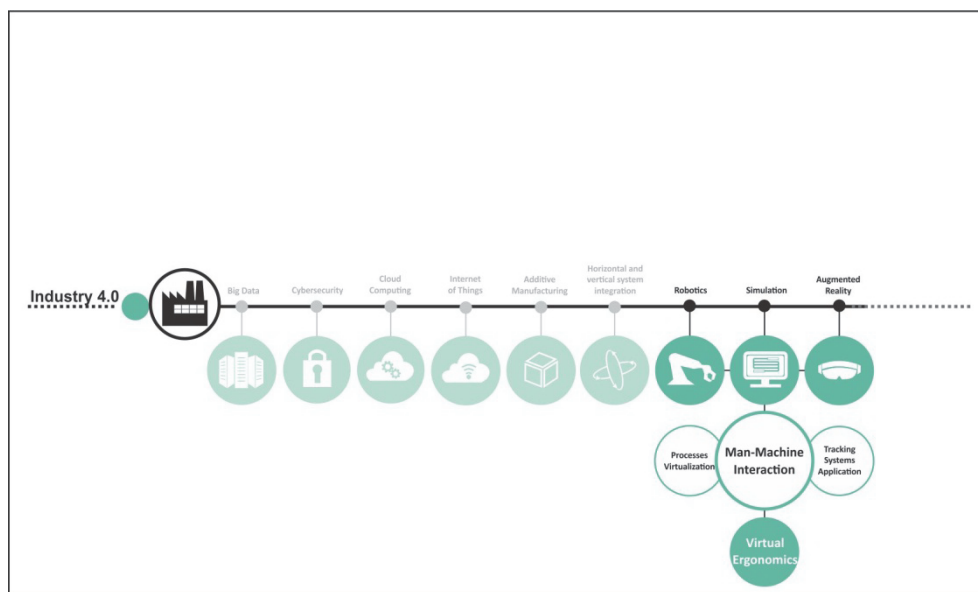 Industry 4.0
Big Data
Cybersecurity
Cloud
Computing
Internet
of Things
Additive
Manufacturing
Horizontal and
vertical system
integration
Robotics
Simulation
Augmented
Reality
Processes
Virtualization
Man-Machine
Interaction
Tracking
Systems
Application
Virtual
Ergonomics